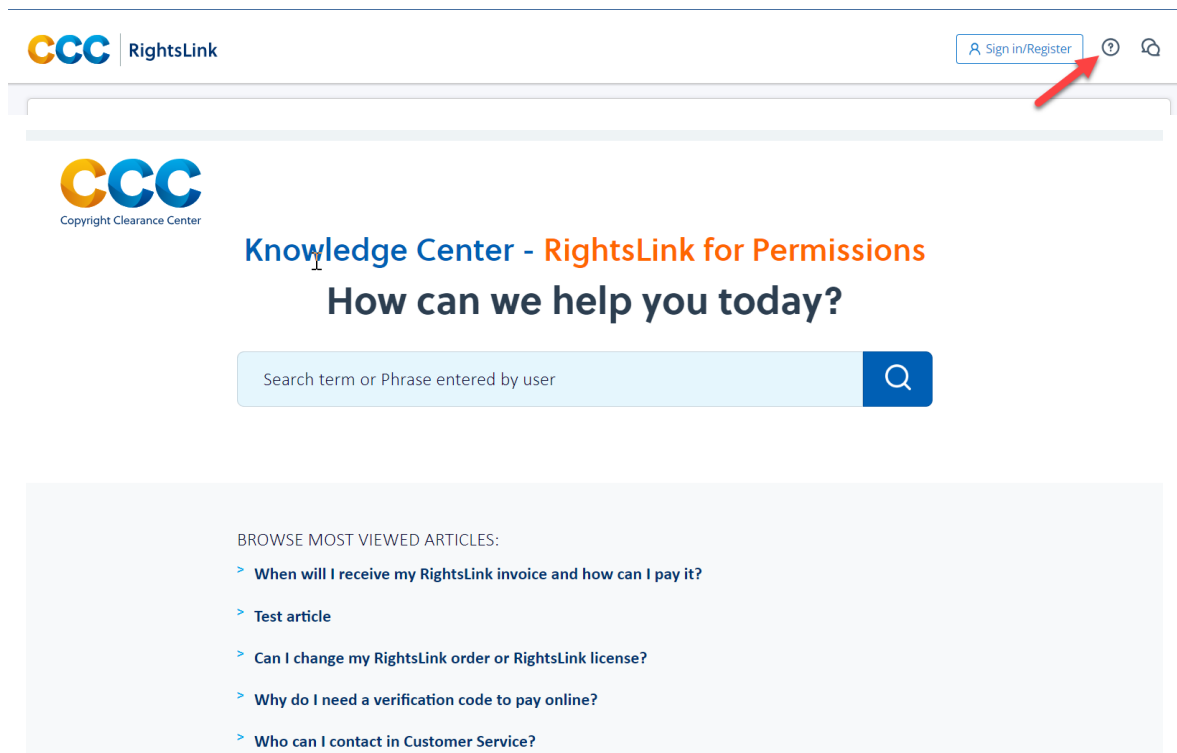 CCC RightsLink
Sign in/Register
CCC
Copyright Clearance Center
Knowledge Center - RightsLink for Permissions
How can we help you today?
Search term or Phrase entered by user
BROWSE MOST VIEWED ARTICLES:
> When will I receive my RightsLink invoice and how can I pay it?
> Test article
> Can I change my RightsLink order or RightsLink license?
> Why do I need a verification code to pay online?
> Who can I contact in Customer Service?